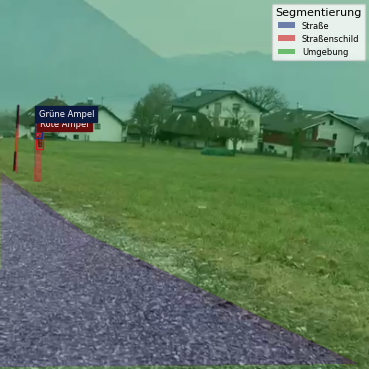 Segmentierung
Straße
Straßenschild
Umgebung
Grüne Ampel
Rote Ampel